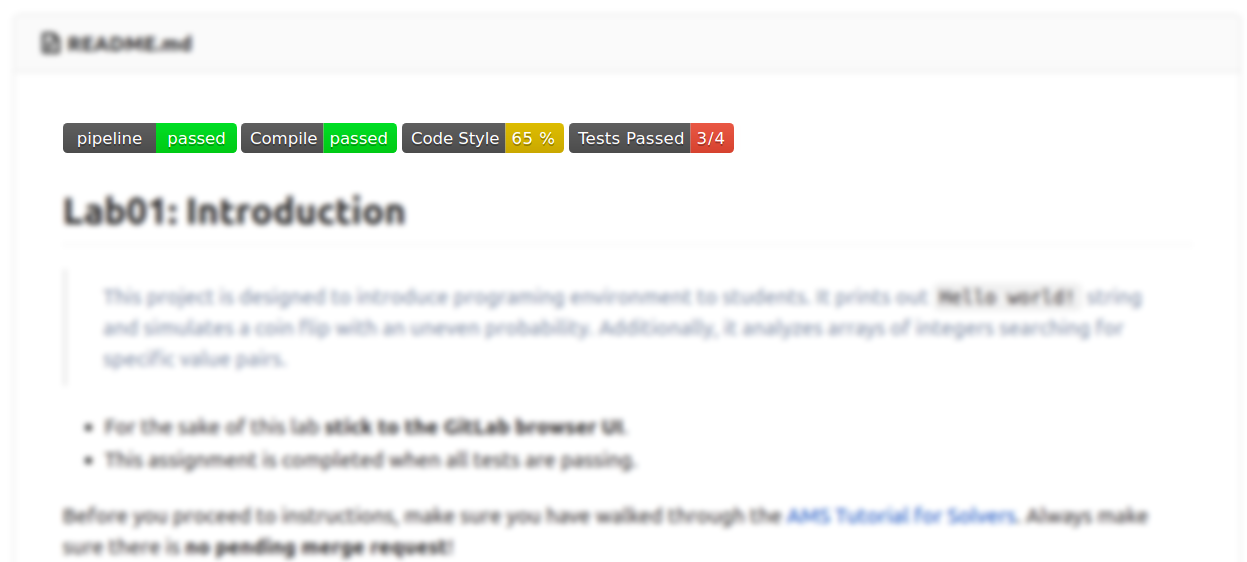 README.md
pipeline passed Compile passed Code Style 65 % Tests Passed 3/4
Lab01: Introduction
This project is designed to introduce programing environment to students. It prints out Hello world! string
and simulates a coin flip with an uneven probability. Additionally, it analyzes arrays of integers searching for
specific value pairs.
• For the sake of this lab stick to the GitLab browser UI.
• This assignment is completed when all tests are passing.
Before you proceed to instructions, make sure you have walked through the AMS Tutorial for Solvers. Always make
sure there is no pending merge request!